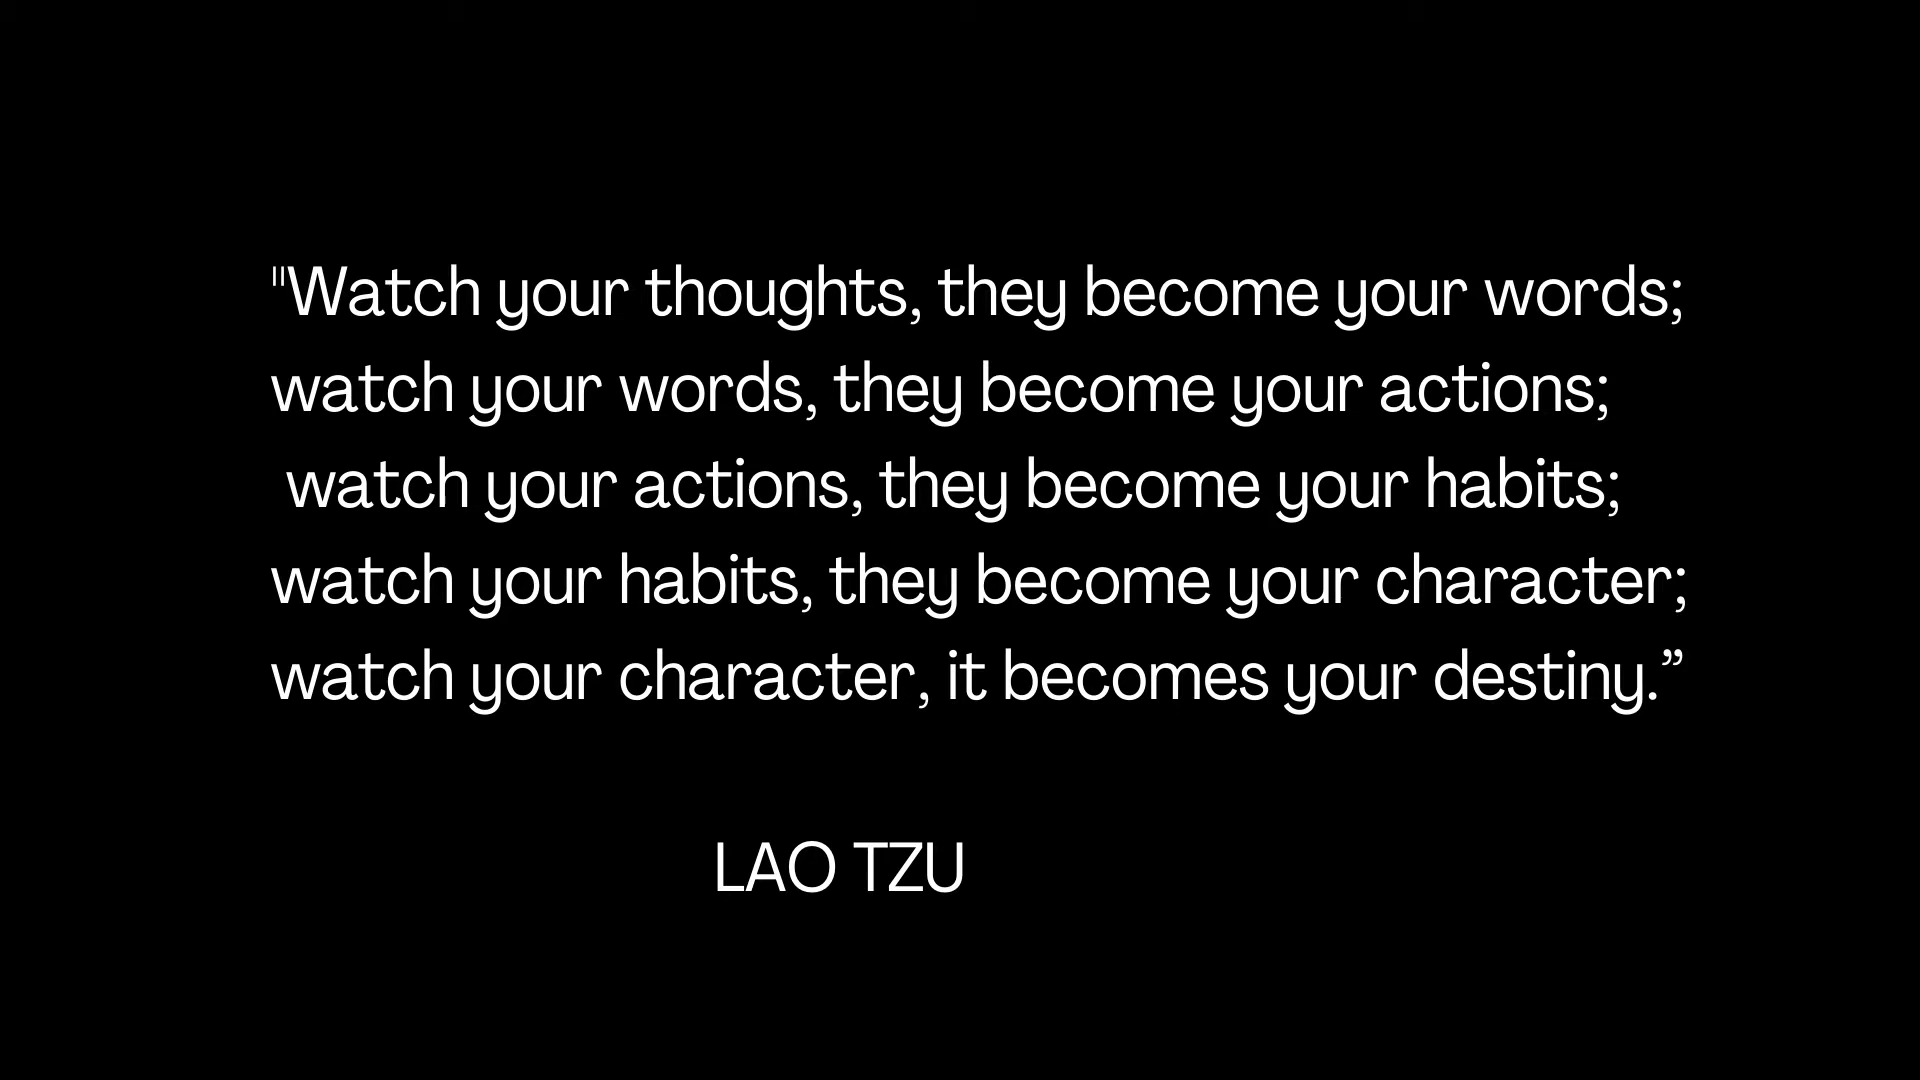 "Watch your thoughts, they become your words;
watch your words, they become your actions;
watch your actions, they become your habits;
watch your habits, they become your character;
watch your character, it becomes your destiny.”
LAO TZU